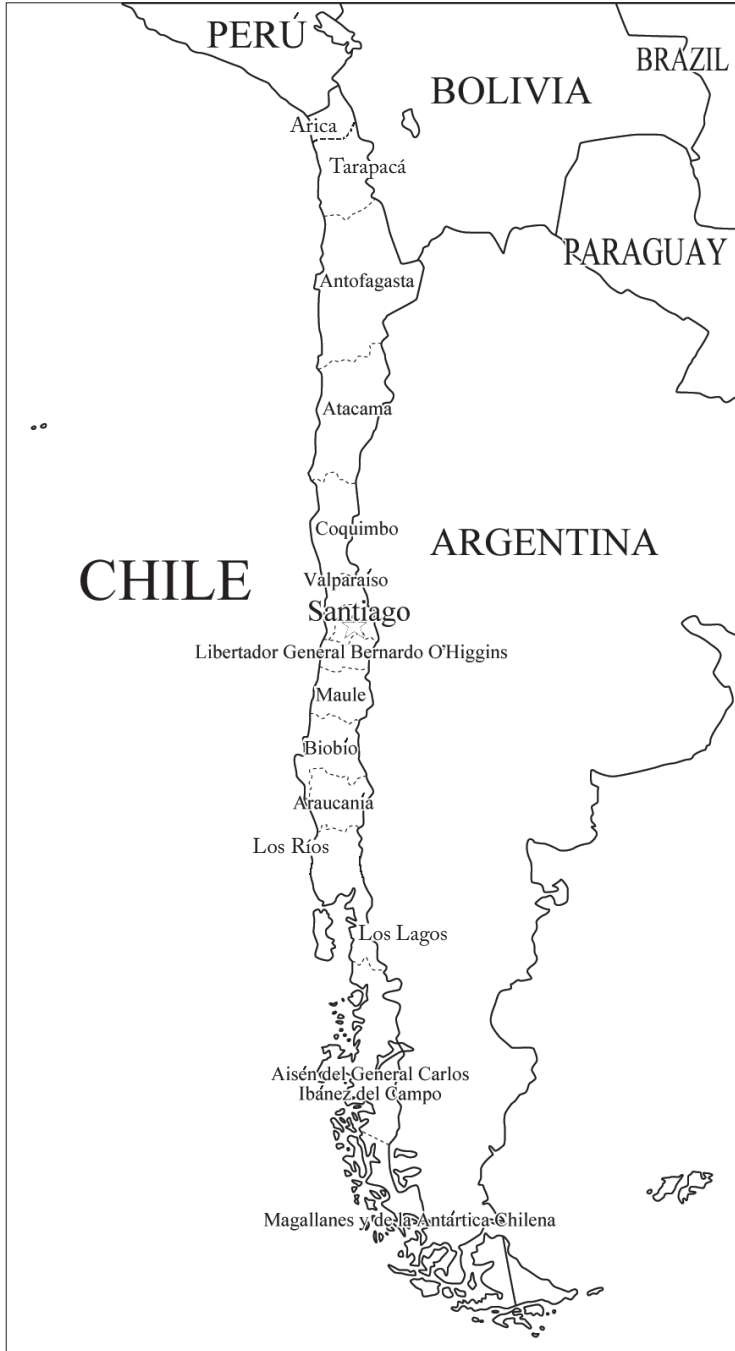 PERÚ
BRAZIL
BOLIVIA
Arica
Tarapacá
PARAGUAY
Antofagasta
Atacama
Coquimbo
ARGENTINA
CHILE
Valparaíso
Santiago
Libertador General Bernardo O'Higgins
Maule
Biobío
Araucanía
Los Ríos
Los Lagos
Aisén del General Carlos
Ibánez del Campo
Magallanes y de la Antártica Chilena